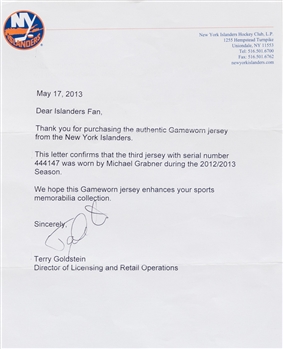 NY
ISLANDERS
New York Islanders Hockey Club, L.P.
1255 Hempstead Turnpike
Uniondale, NY 11553
Tel: 516.501.6700
Fax: 516.501.6762
newyorkislanders.com
May 17, 2013
Dear Islanders Fan,
Thank you for purchasing the authentic Gameworn jersey
from the New York Islanders.
This letter confirms that the third jersey with serial number
444147 was worn by Michael Grabner during the 2012/2013
Season.
We hope this Gameworn jersey enhances your sports
memorabilia collection.
Sincerely,
Terry Goldstein
Director of Licensing and Retail Operations